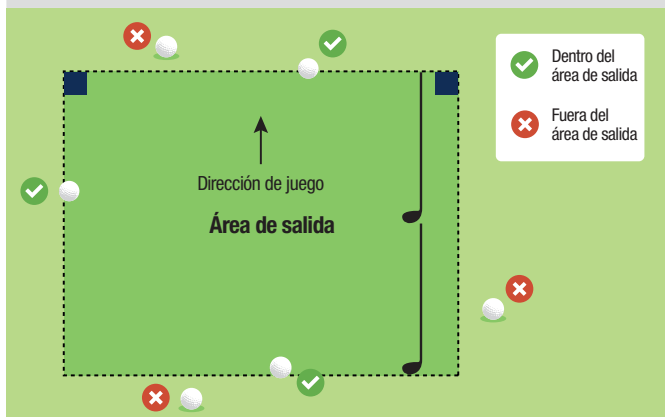 Dentro del
área de salida
Fuera del
área de salida
Dirección de juego
Área de salida